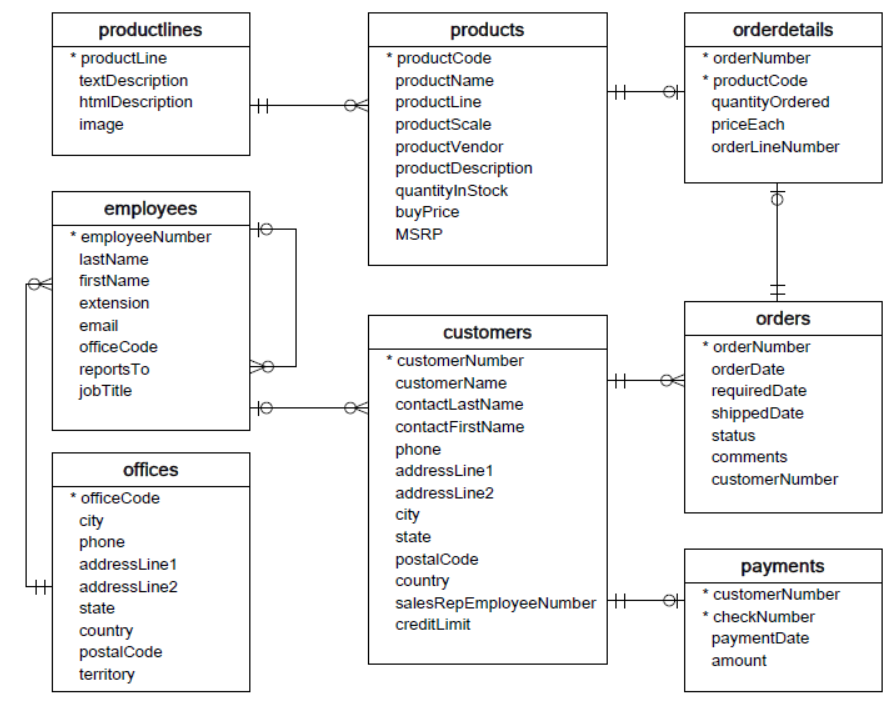 productlines
* productLine
textDescription
htmlDescription
image
products
* productCode
productName
productLine
productScale
productVendor
productDescription
quantityInStock
buyPrice
MSRP
orderdetails
* orderNumber
* productCode
quantityOrdered
priceEach
orderLineNumber
employees
* employeeNumber
lastName
firstName
extension
email
officeCode
reportsTo
jobTitle
customers
* customerNumber
customerName
contactLastName
contactFirstName
phone
addressLine1
addressLine2
city
state
postalCode
country
salesRepEmployeeNumber
creditLimit
orders
* orderNumber
orderDate
requiredDate
shippedDate
status
comments
customerNumber
offices
* officeCode
city
phone
addressLine1
addressLine2
state
country
postalCode
territory
payments
* customerNumber
* checkNumber
paymentDate
amount